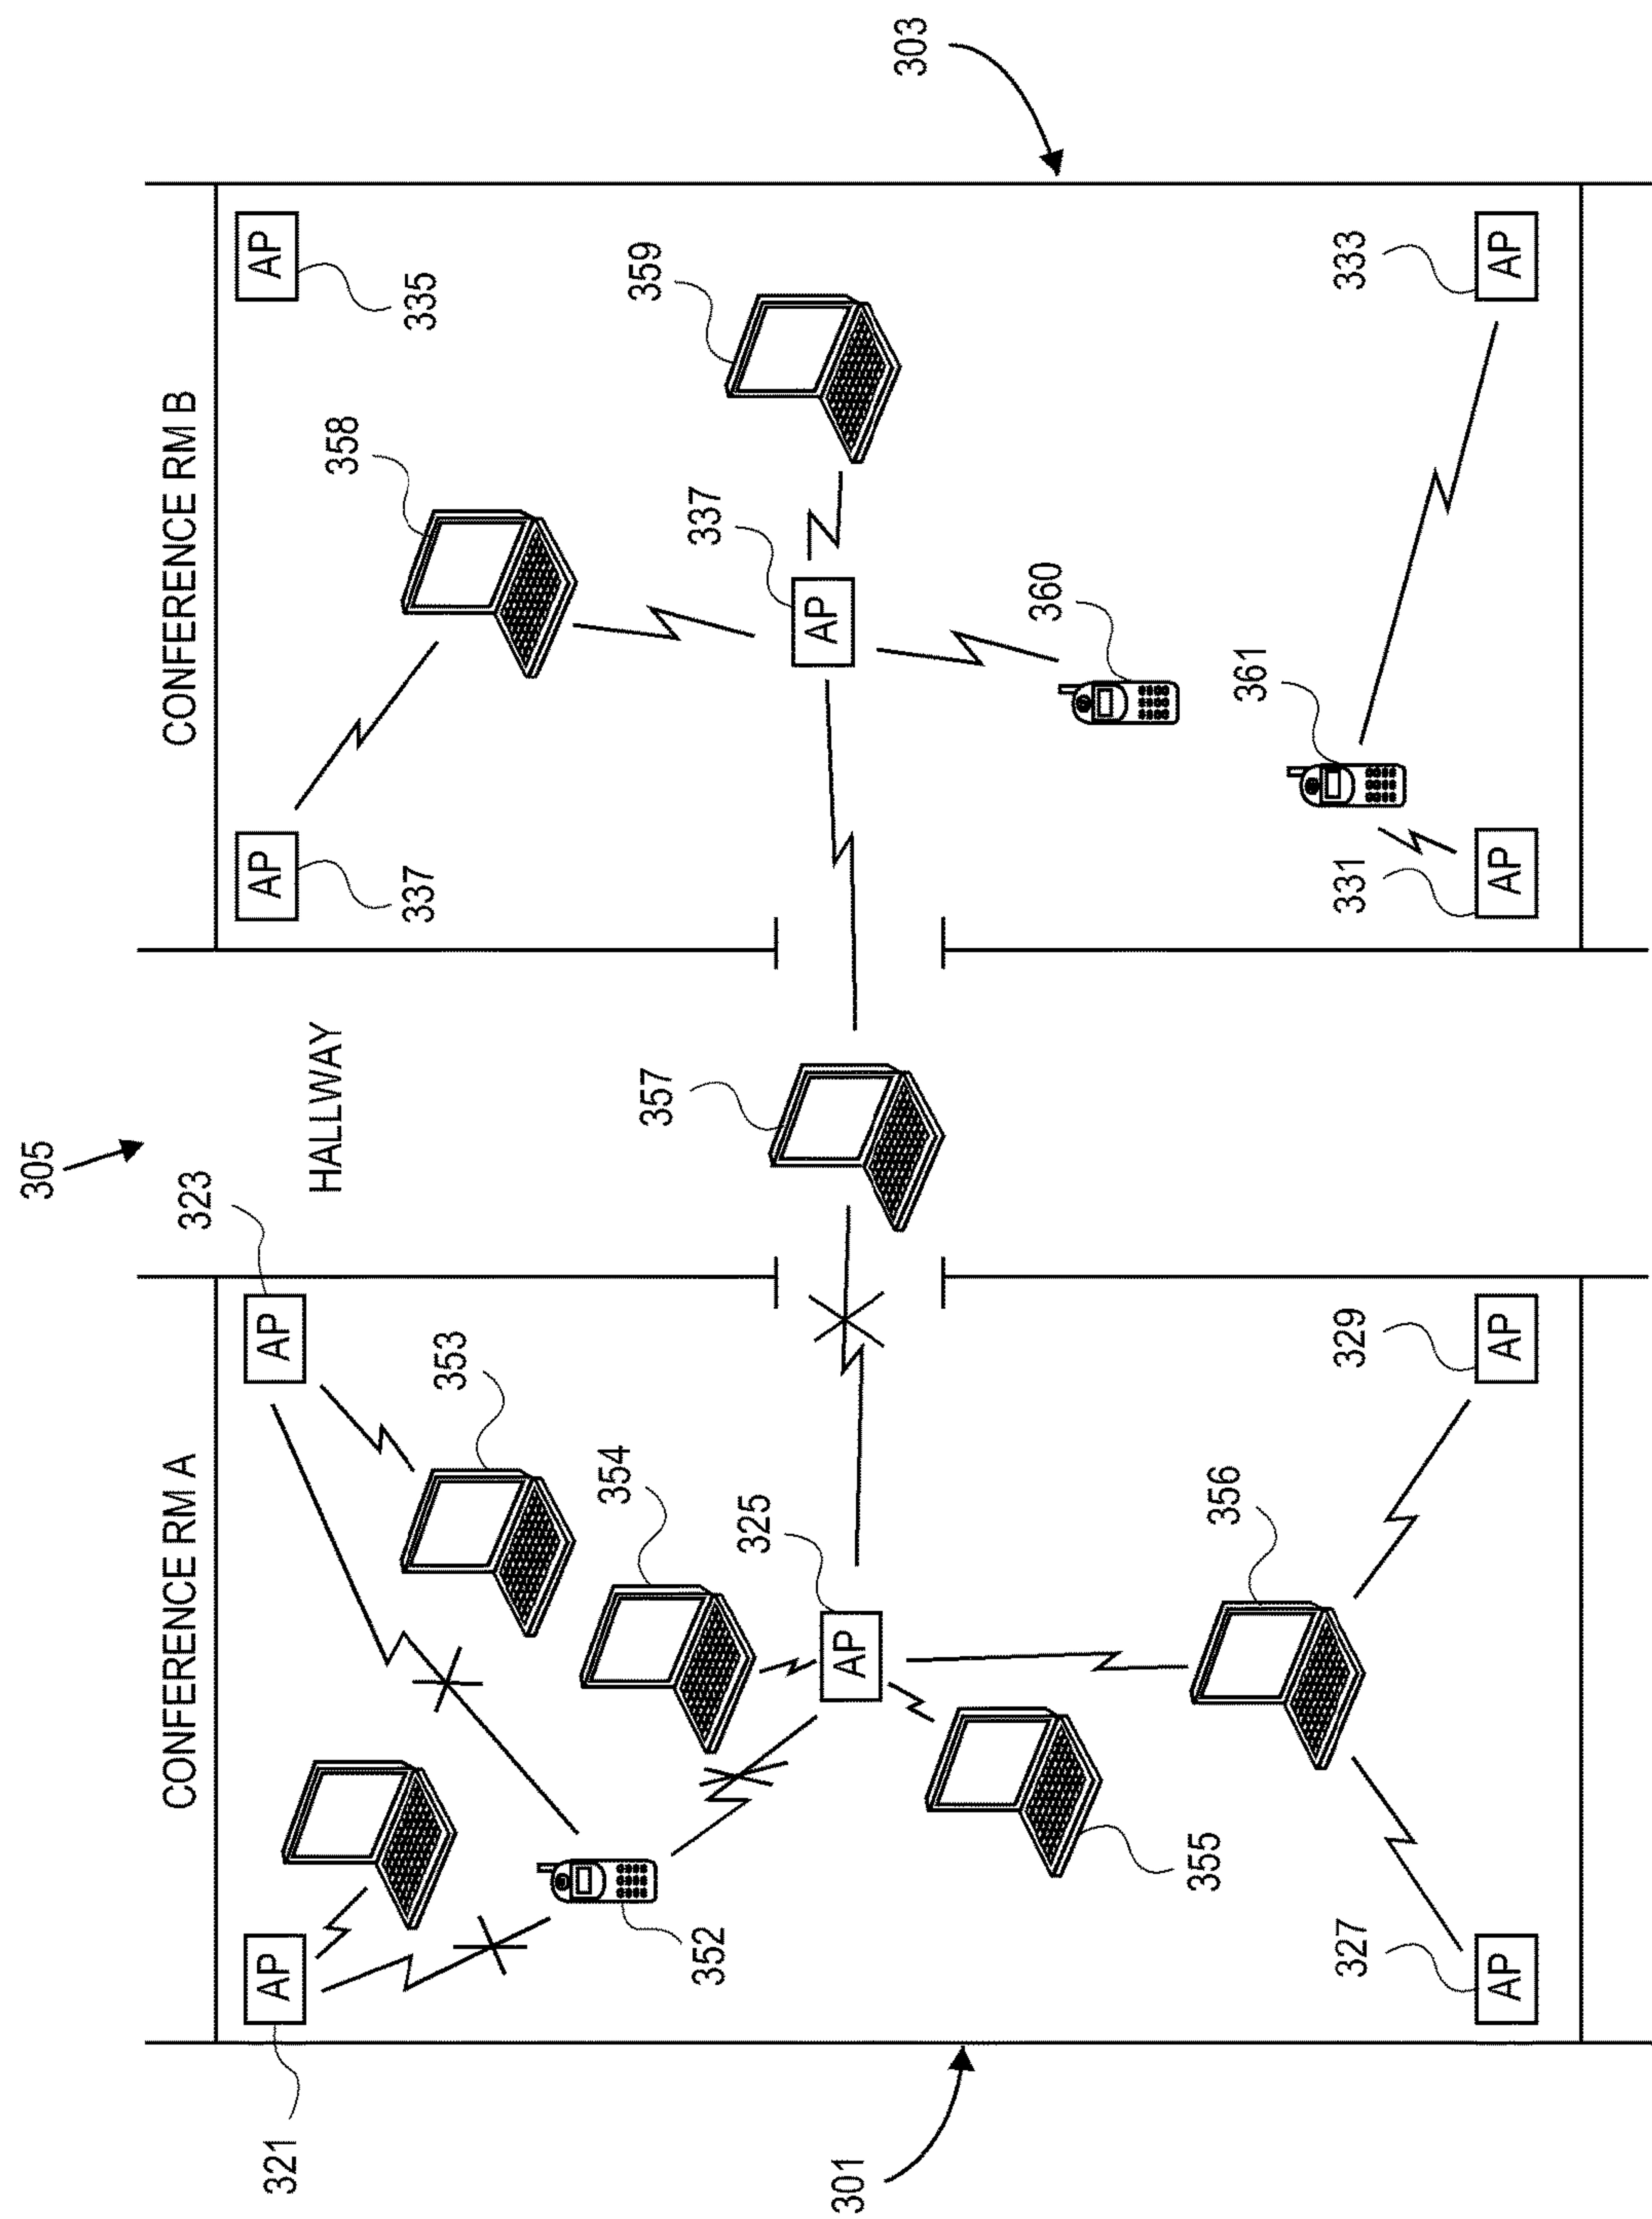 305
CONFERENCE RM A
HALLWAY
CONFERENCE RM B
321
AP
AP
323
AP
337
AP
335
353
358
354
352
325
AP
357
337
AP
359
301
303
355
356
360
361
327
AP
329
AP
331
AP
333
AP